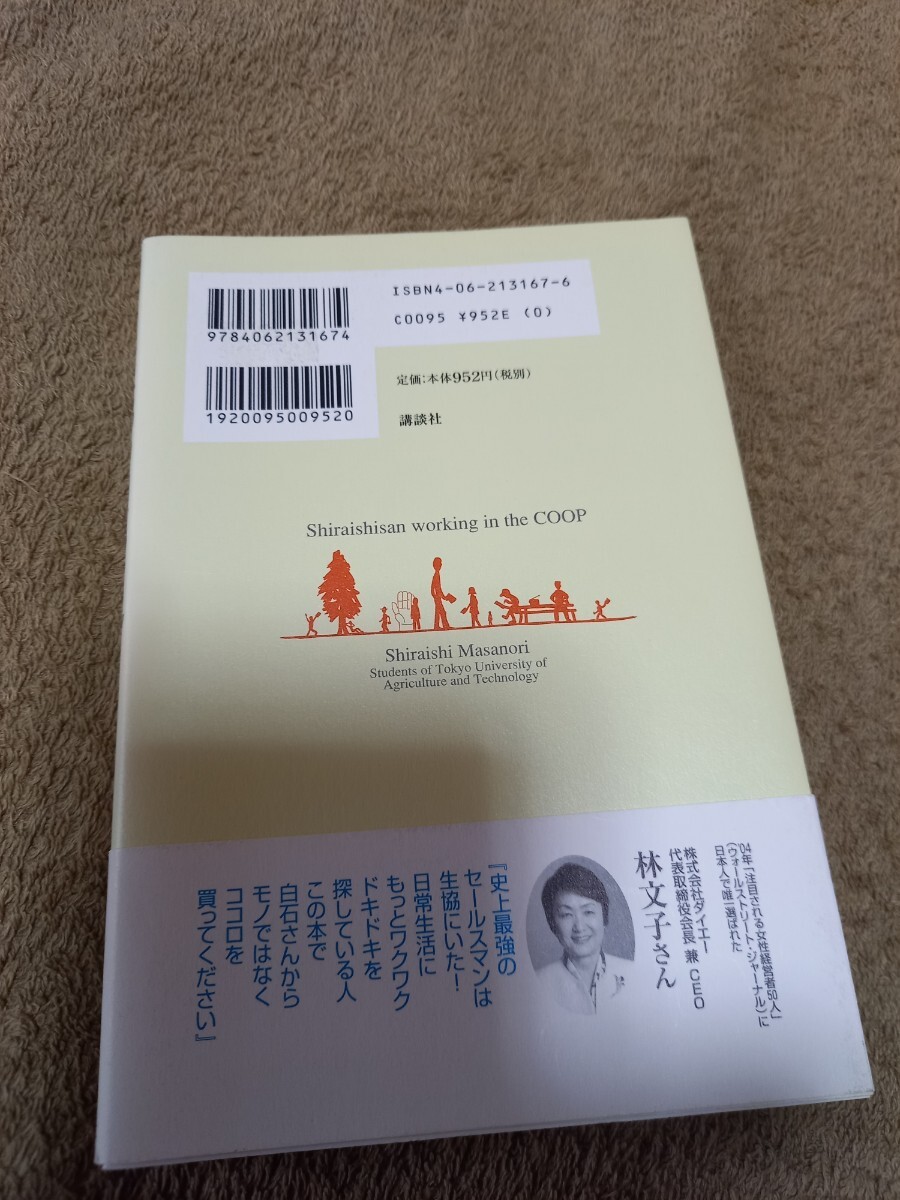 ISBN4-06-213167-6
C0095 ¥952E (0)
9784062131674
1920095009520
定価:本体952円(税別)
講談社
Shiraishisan working in the COOP
Shiraishi Masanori
Students of Tokyo University of
Agriculture and Technology
'04年「注目される女性経営者50人」
(ウォールストリート・ジャーナル)に
日本人で唯一選ばれた
株式会社ダイエー
代表取締役会長 兼 CEO
林文子さん
『史上最強の
セールスマンは
生協にいた!
日常生活に
もっとワクワク
ドキドキを
探している人
この本で
白石さんから
モノではなく
ココロを
買ってください』